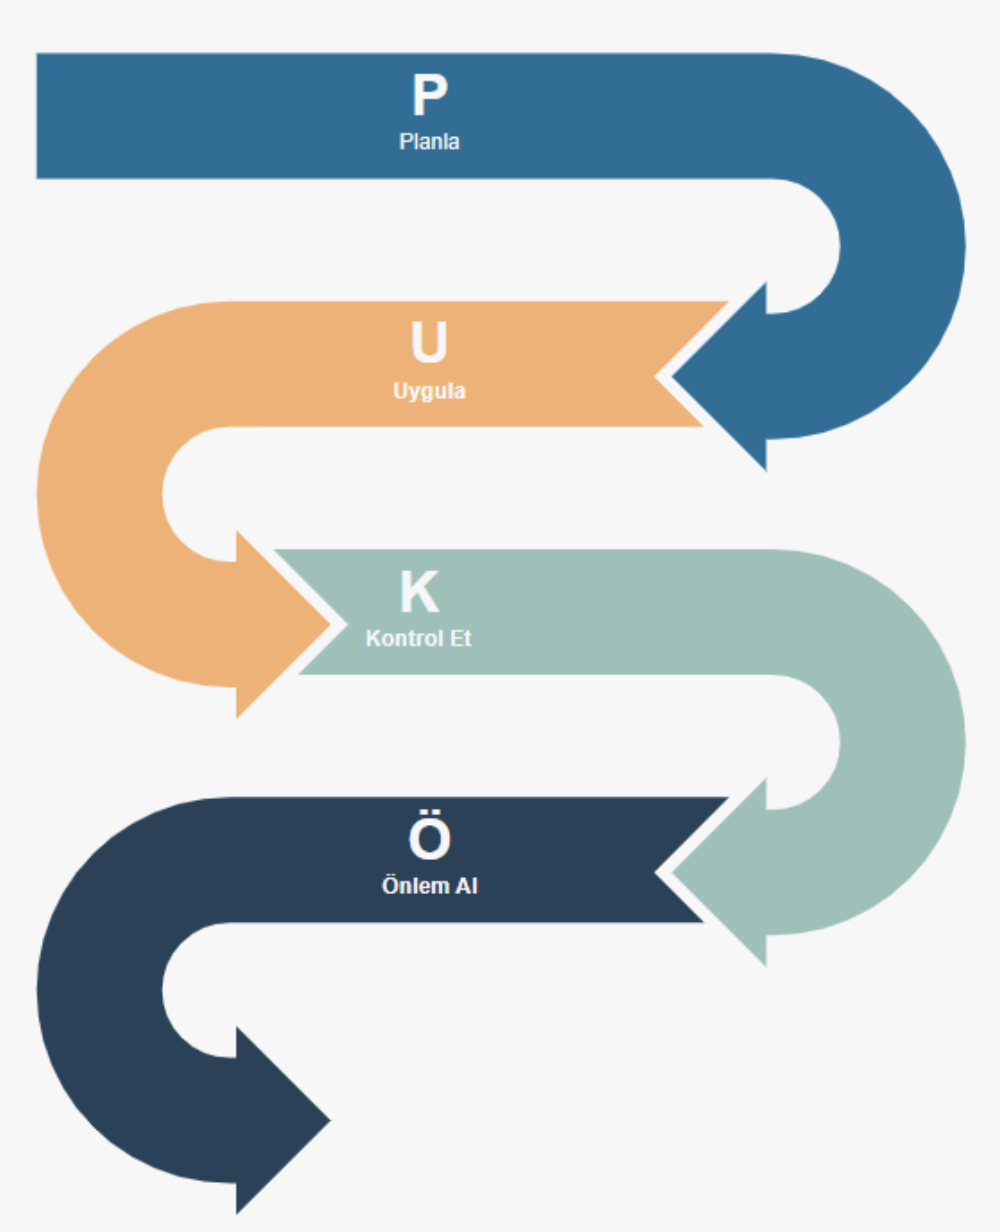 P
Planla
U
Uygula
K
Kontrol Et
Ö
Önlem Al